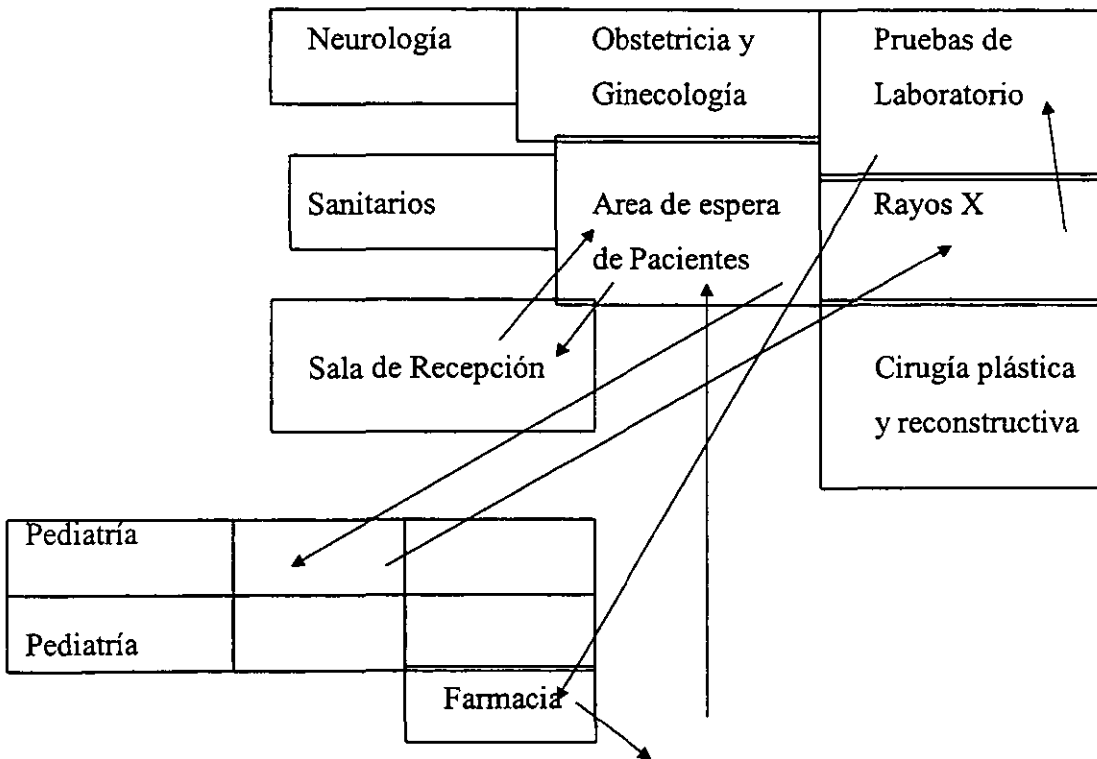 Neurología
Obstetricia y
Ginecología
Pruebas de
Laboratorio
Sanitarios
Area de espera
de Pacientes
Rayos X
Sala de Recepción
Cirugía plástica
y reconstructiva
Pediatría
Pediatría
Farmacia